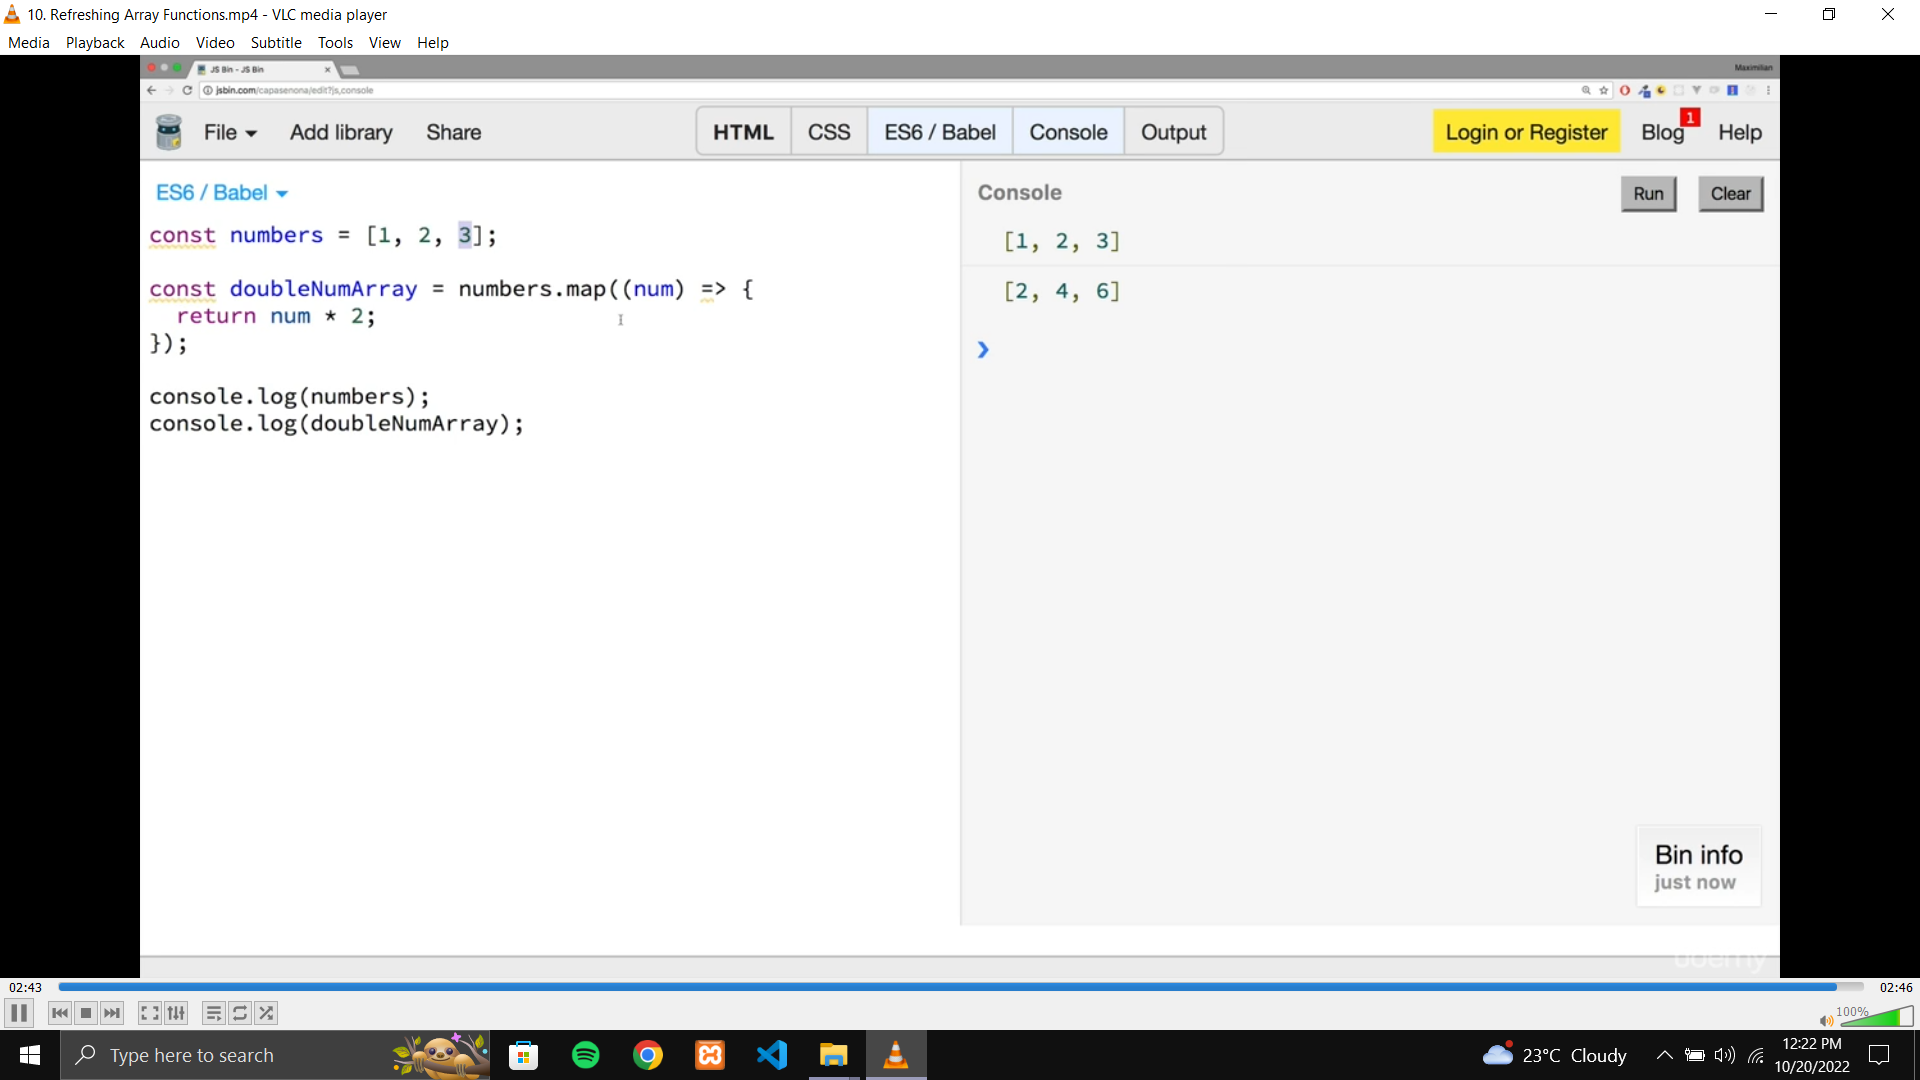 10. Refreshing Array Functions.mp4 - VLC media player
Media Playback Audio Video Subtitle Tools View Help
JS Bin - JS Bin
Maximilian
jsbin.com/capasenona/edit?js,console
File Add library Share HTML CSS ES6 / Babel Console Output Login or Register Blog 1 Help
ES6 / Babel
const numbers = [1, 2, 3];
const doubleNumArray = numbers.map((num) => {
return num * 2;
});
console.log(numbers);
console.log(doubleNumArray);
Console Run Clear
[1, 2, 3]
[2, 4, 6]
Bin info
just now
udemy
02:43 02:46
100%
Type here to search
23°C Cloudy
12:22 PM
10/20/2022